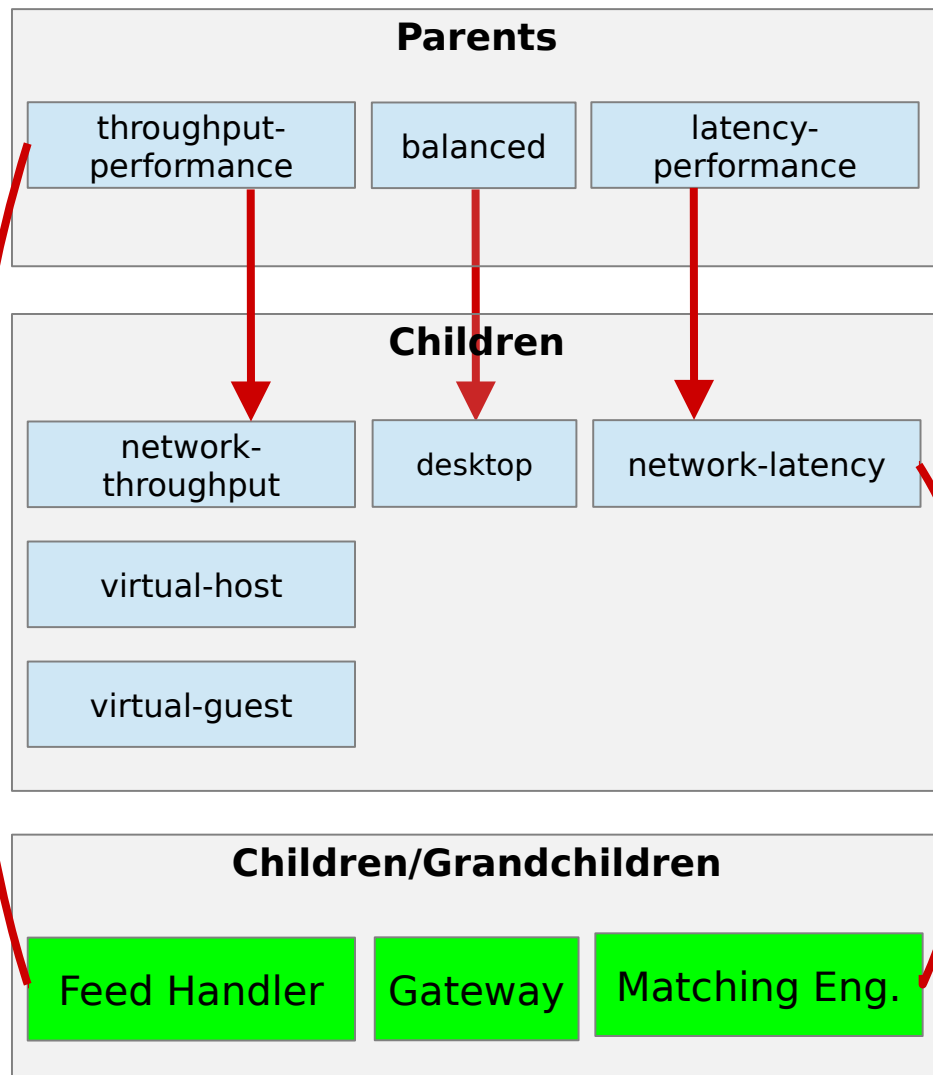 Parents
throughput-
performance
balanced
latency-
performance
Children
network-
throughput
desktop
network-latency
virtual-host
virtual-guest
Children/Grandchildren
Feed Handler
Gateway
Matching Eng.